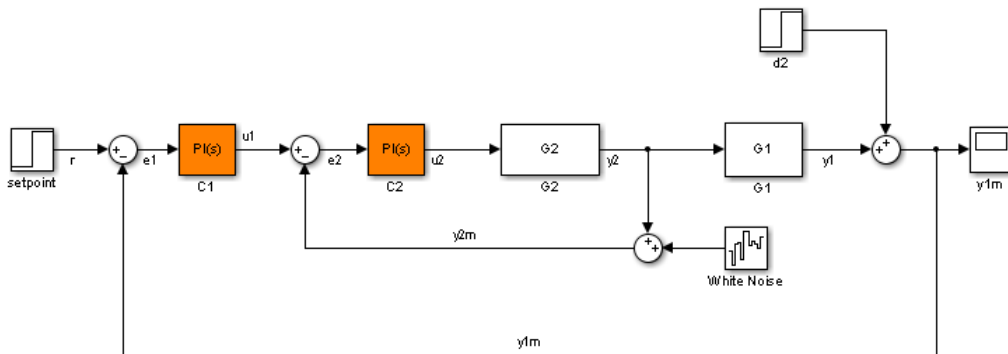 d2
setpoint
r
e1
PI(s)
C1
u1
e2
PI(s)
C2
u2
G2
G2
y2
G1
G1
y1
y1m
y2m
White Noise
y1m